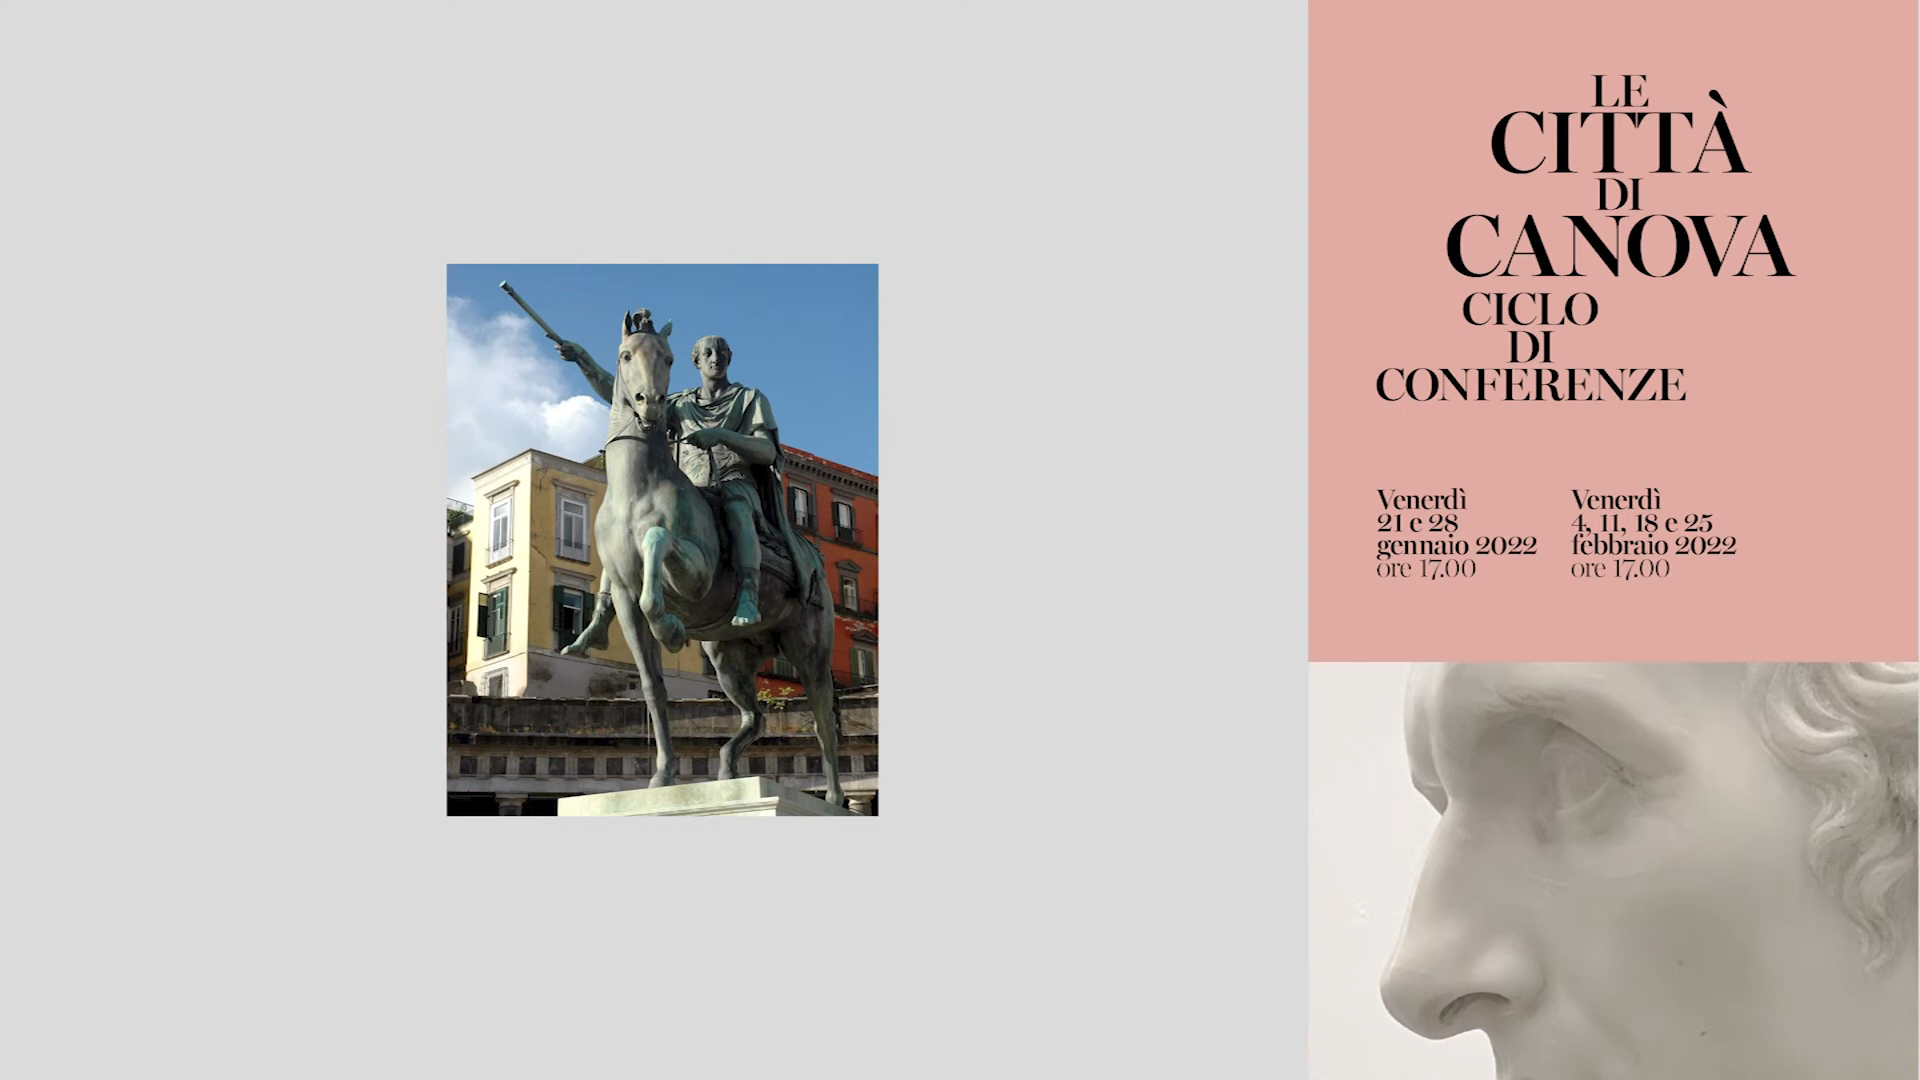 LE
CITTÀ
DI
CANOVA
CICLO
DI
CONFERENZE
Venerdì
21 e 28
gennaio 2022
ore 17.00
Venerdì
4, 11, 18 e 25
febbraio 2022
ore 17.00